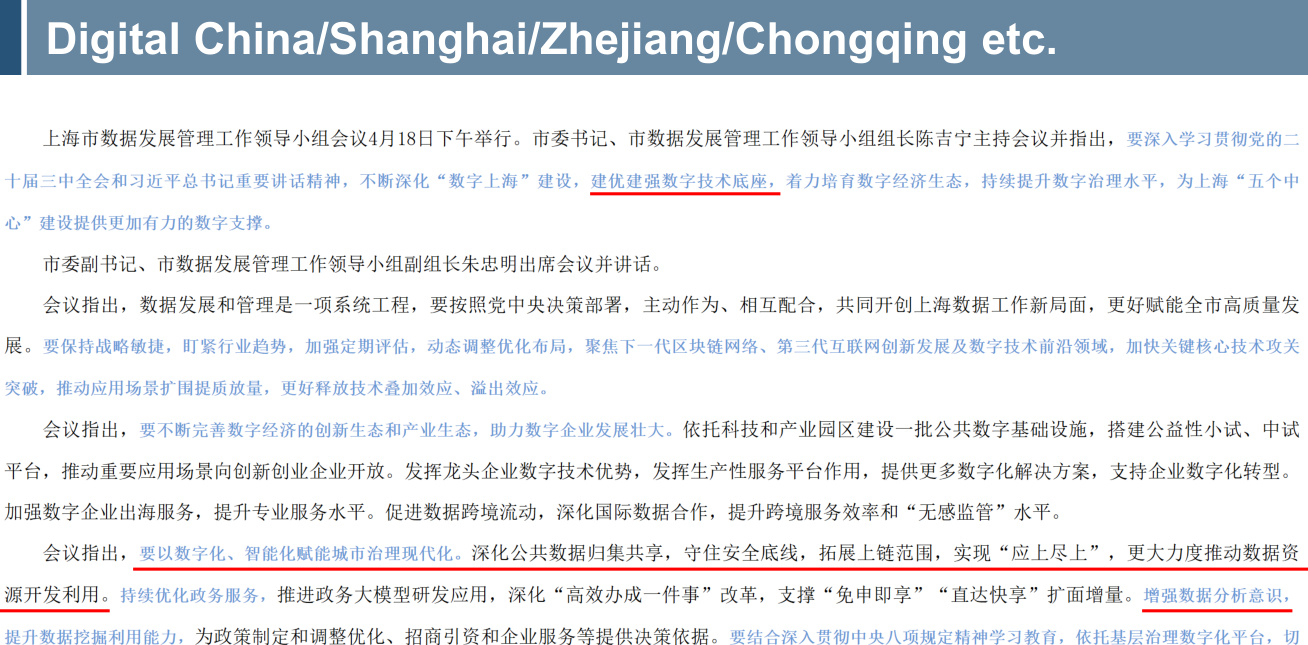 Digital China/Shanghai/Zhejiang/Chongqing etc.
上海市数据发展管理工作领导小组会议4月18日下午举行。市委书记、市数据发展管理工作领导小组组长陈吉宁主持会议并指出，要深入学习贯彻党的二
十届三中全会和习近平总书记重要讲话精神，不断深化“数字上海”建设，建优建强数字技术底座，着力培育数字经济生态，持续提升数字治理水平，为上海“五个中
心”建设提供更加有力的数字支撑。
市委副书记、市数据发展管理工作领导小组副组长朱忠明出席会议并讲话。
会议指出，数据发展和管理是一项系统工程，要按照党中央决策部署，主动作为、相互配合，共同开创上海数据工作新局面，更好赋能全市高质量发
展。要保持战略敏捷，盯紧行业趋势，加强定期评估，动态调整优化布局，聚焦下一代区块链网络、第三代互联网创新发展及数字技术前沿领域，加快关键核心技术攻关
突破，推动应用场景扩围提质放量，更好释放技术叠加效应、溢出效应。
会议指出，要不断完善数字经济的创新生态和产业生态，助力数字企业发展壮大。依托科技和产业园区建设一批公共数字基础设施，搭建公益性小试、中试
平台，推动重要应用场景向创新创业企业开放。发挥龙头企业数字技术优势，发挥生产性服务平台作用，提供更多数字化解决方案，支持企业数字化转型。
加强数字企业出海服务，提升专业服务水平。促进数据跨境流动，深化国际数据合作，提升跨境服务效率和“无感监管”水平。
会议指出，要以数字化、智能化赋能城市治理现代化。深化公共数据归集共享，守住安全底线，拓展上链范围，实现“应上尽上”，更大力度推动数据资
源开发利用。持续优化政务服务，推进政务大模型研发应用，深化“高效办成一件事”改革，支撑“免申即享”“直达快享”扩面增量。增强数据分析意识，
提升数据挖掘利用能力，为政策制定和调整优化、招商引资和企业服务等提供决策依据。要结合深入贯彻中央八项规定精神学习教育，依托基层治理数字化平台，切